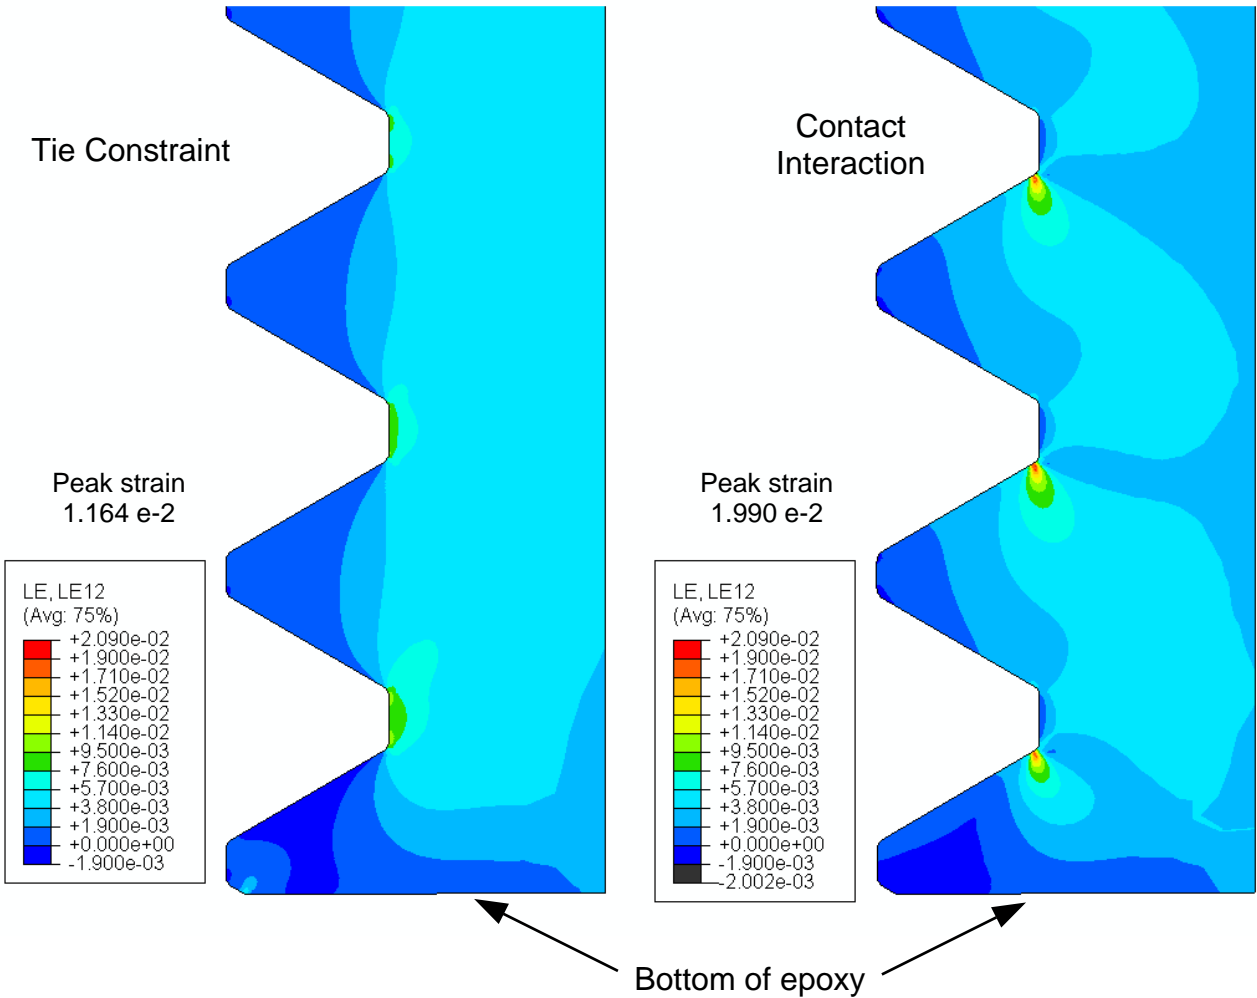 Tie Constraint
Contact
Interaction
Peak strain
1.164 e-2
Peak strain
1.990 e-2
LE, LE12
(Avg: 75%)
+2.090e-02
+1.900e-02
+1.710e-02
+1.520e-02
+1.330e-02
+1.140e-02
+9.500e-03
+7.600e-03
+5.700e-03
+3.800e-03
+1.900e-03
+0.000e+00
-1.900e-03
LE, LE12
(Avg: 75%)
+2.090e-02
+1.900e-02
+1.710e-02
+1.520e-02
+1.330e-02
+1.140e-02
+9.500e-03
+7.600e-03
+5.700e-03
+3.800e-03
+1.900e-03
+0.000e+00
-1.900e-03
-2.002e-03
Bottom of epoxy